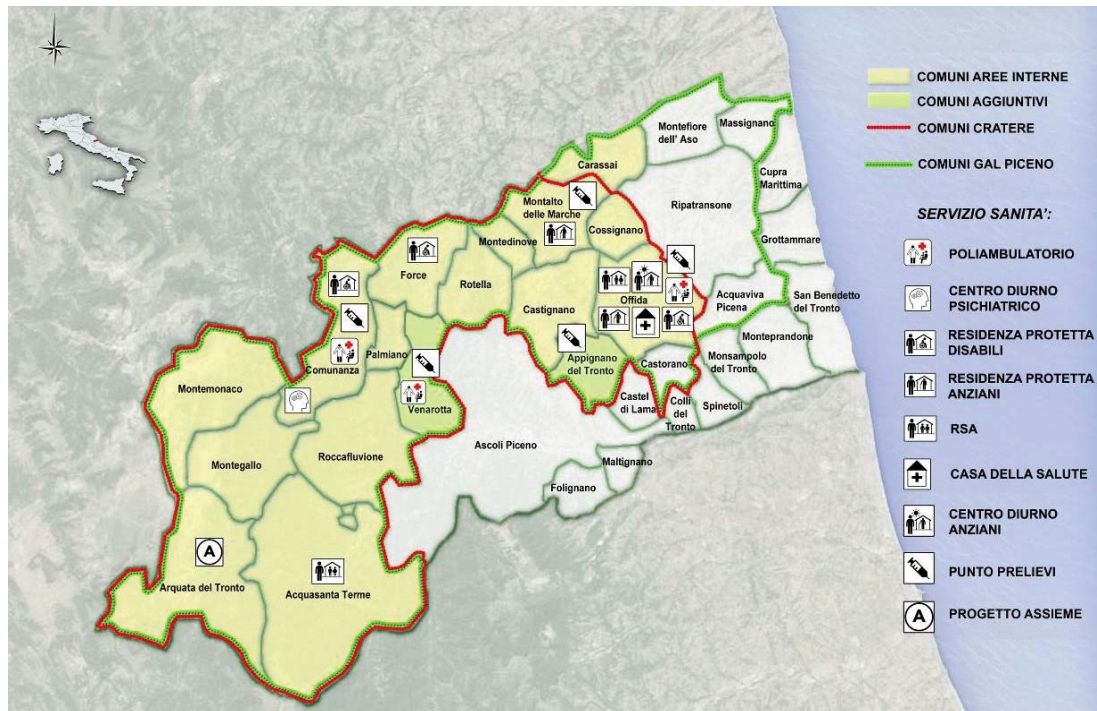 COMUNI AREE INTERNE
COMUNI AGGIUNTIVI
COMUNI CRATERE
COMUNI GAL PICENO
SERVIZIO SANITA':
POLIAMBULATORIO
CENTRO DIURNO
PSICHIATRICO
RESIDENZA PROTETTA
DISABILI
RESIDENZA PROTETTA
ANZIANI
RSA
CASA DELLA SALUTE
CENTRO DIURNO
ANZIANI
PUNTO PRELIEVI
A
PROGETTO ASSIEME
Montefiore
dell' Aso
Massignano
Carassai
Cupra
Marittima
Montalto
delle Marche
Ripatransone
Cossignano
Montedinove
Grottammare
Force
Rotella
Offida
Acquaviva
Picena
San Benedetto
del Tronto
Castignano
Monteprandone
Palmiano
Comunanza
Appignano
del Tronto
Castorano
Monsampolo
del Tronto
Montemonaco
Venarotta
Castel
di Lama
Colli
del
Tronto
Spinetoli
Ascoli Piceno
Roccafluvione
Montegallo
Maltignano
Folignano
A
Arquata del Tronto
Acquasanta Terme